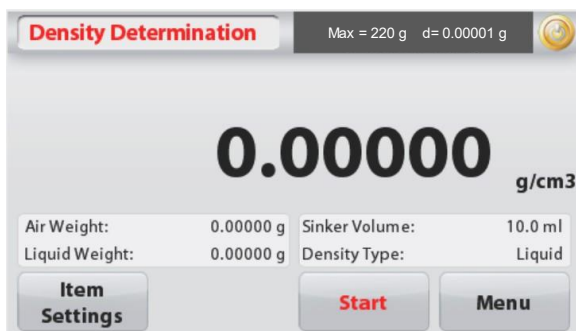 Density Determination
Max = 220 g d= 0.00001 g
0.00000 g/cm3
Air Weight: 0.00000 g Sinker Volume: 10.0 ml
Liquid Weight: 0.00000 g Density Type: Liquid
Item Settings
Start
Menu